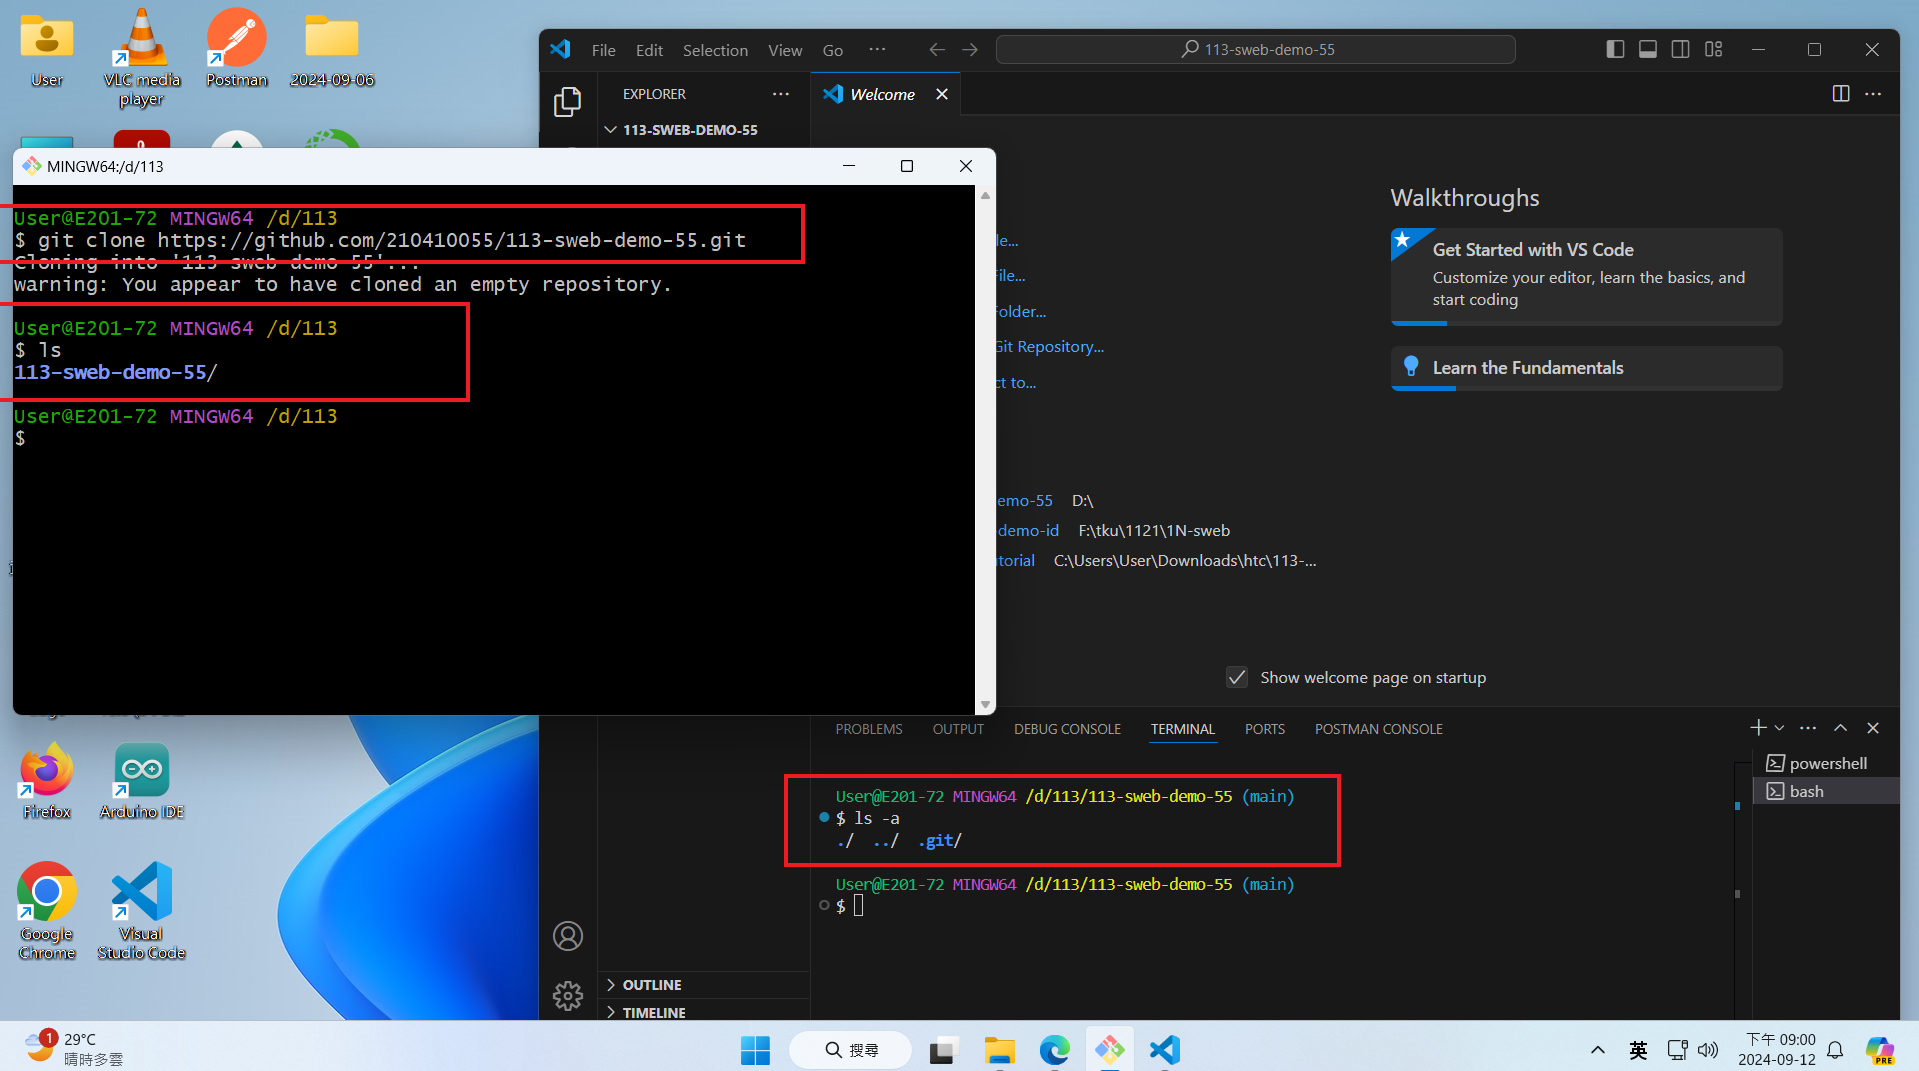 User
VLC media player
Postman
2024-09-06
File Edit Selection View Go ···
113-sweb-demo-55
EXPLORER ···
Welcome
113-SWEB-DEMO-55
MINGW64:/d/113
User@E201-72 MINGW64 /d/113
$ git clone https://github.com/210410055/113-sweb-demo-55.git
Cloning into '113-sweb-demo-55'...
warning: You appear to have cloned an empty repository.
User@E201-72 MINGW64 /d/113
$ ls
113-sweb-demo-55/
User@E201-72 MINGW64 /d/113
$
le...
File...
Folder...
Git Repository...
ct to...
emo-55 D:\
demo-id F:\tku\1121\1N-sweb
torial C:\Users\User\Downloads\htc\113-...
Walkthroughs
Get Started with VS Code
Customize your editor, learn the basics, and
start coding
Learn the Fundamentals
Show welcome page on startup
PROBLEMS OUTPUT DEBUG CONSOLE TERMINAL PORTS POSTMAN CONSOLE
User@E201-72 MINGW64 /d/113/113-sweb-demo-55 (main)
$ ls -a
./ ../ .git/
User@E201-72 MINGW64 /d/113/113-sweb-demo-55 (main)
$
powershell
bash
Firefox
Arduino IDE
Google Chrome
Visual Studio Code
OUTLINE
TIMELINE
1
29°C
晴時多雲
搜尋
英
下午 09:00
2024-09-12
PRE